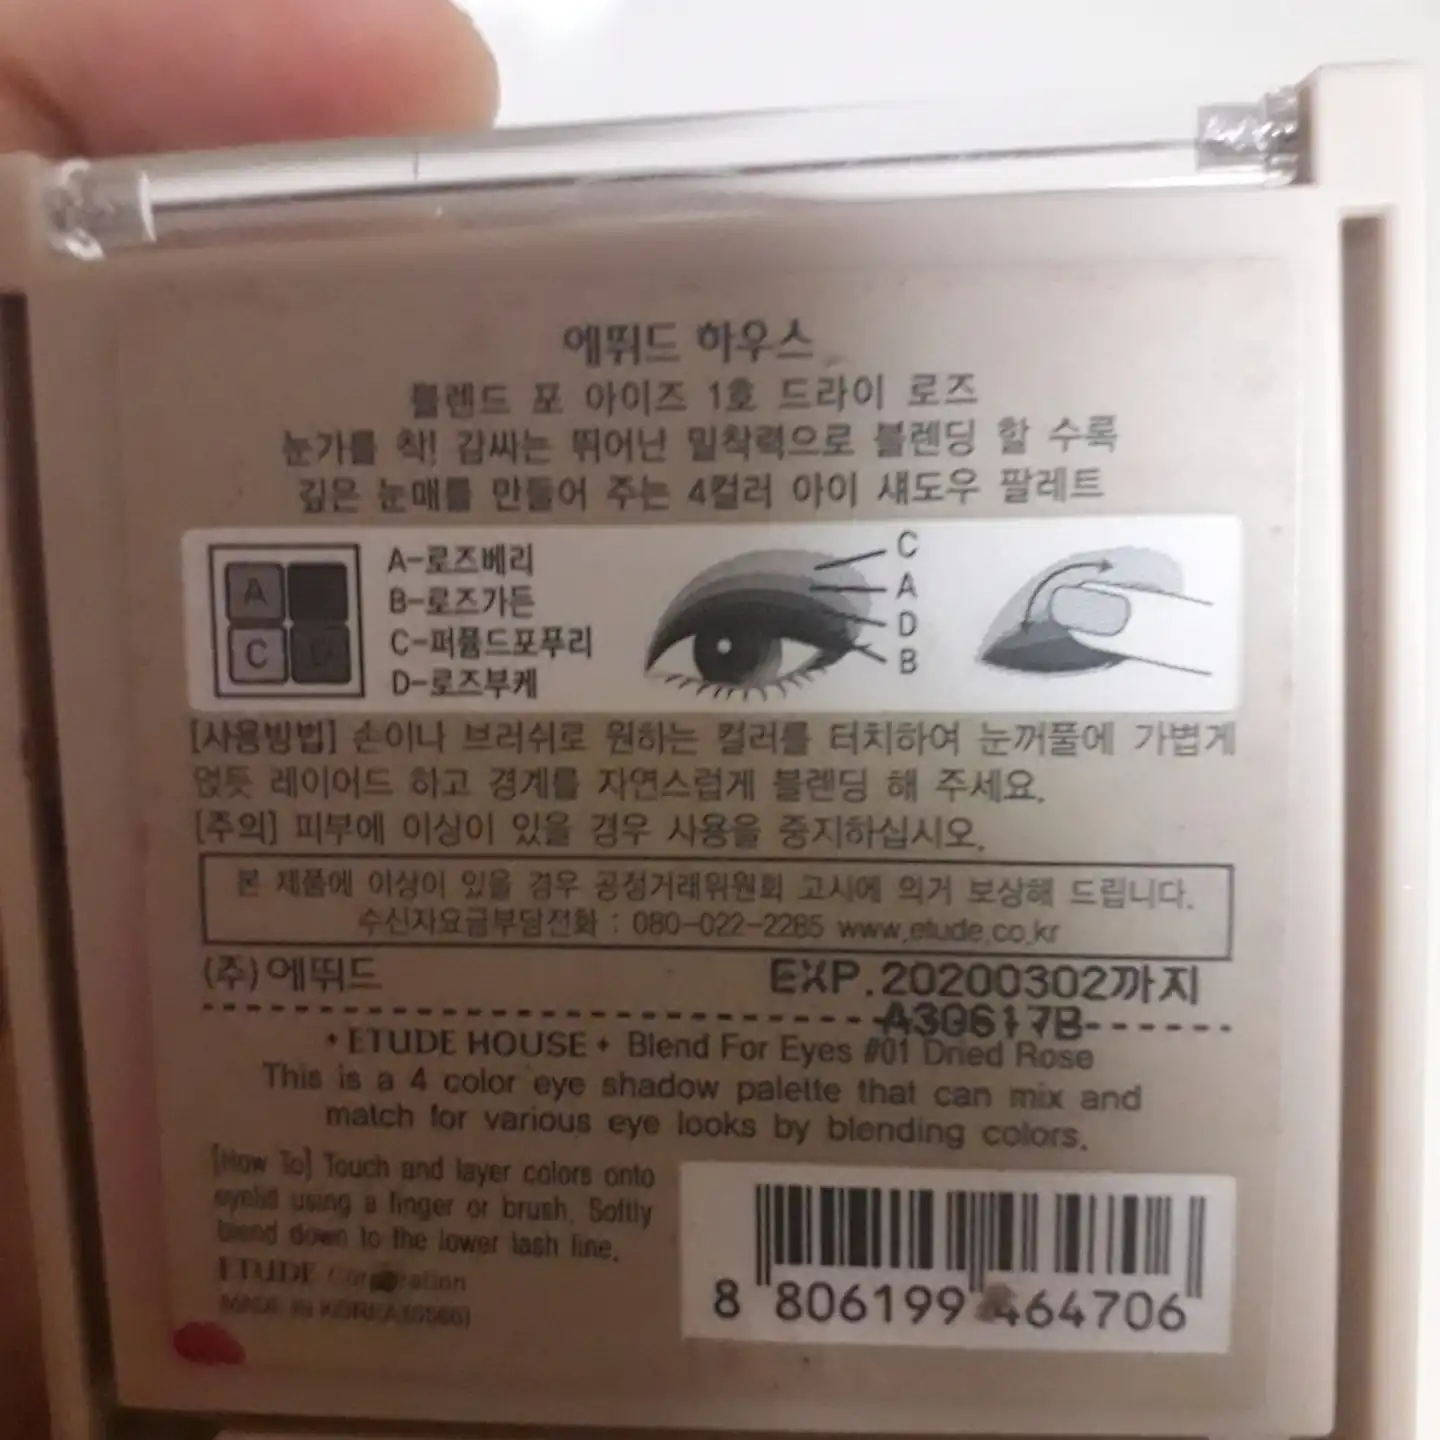 에뛰드 하우스
블렌드 포 아이즈 1호 드라이 로즈
눈가를 착! 감싸는 뛰어난 밀착력으로 블렌딩 할 수록
깊은 눈매를 만들어 주는 4컬러 아이 섀도우 팔레트
A-로즈베리
B-로즈가든
C-퍼퓸드포푸리
D-로즈부케
A
C
D
C
A
D
B
[사용방법] 손이나 브러쉬로 원하는 컬러를 터치하여 눈꺼풀에 가볍게
얹듯 레이어드 하고 경계를 자연스럽게 블렌딩 해 주세요.
[주의] 피부에 이상이 있을 경우 사용을 중지하십시오.
본 제품에 이상이 있을 경우 공정거래위원회 고시에 의거 보상해 드립니다.
수신자요금부담전화 : 080-022-2285 www.etude.co.kr
(주)에뛰드
EXP.20200302까지
A30617B
ETUDE HOUSE Blend For Eyes #01 Dried Rose
This is a 4 color eye shadow palette that can mix and
match for various eye looks by blending colors.
[How To] Touch and layer colors onto
eyelid using a finger or brush. Softly
blend down to the lower lash line.
ETUDE Corporation
MADE IN KOREA
8 806199 464706